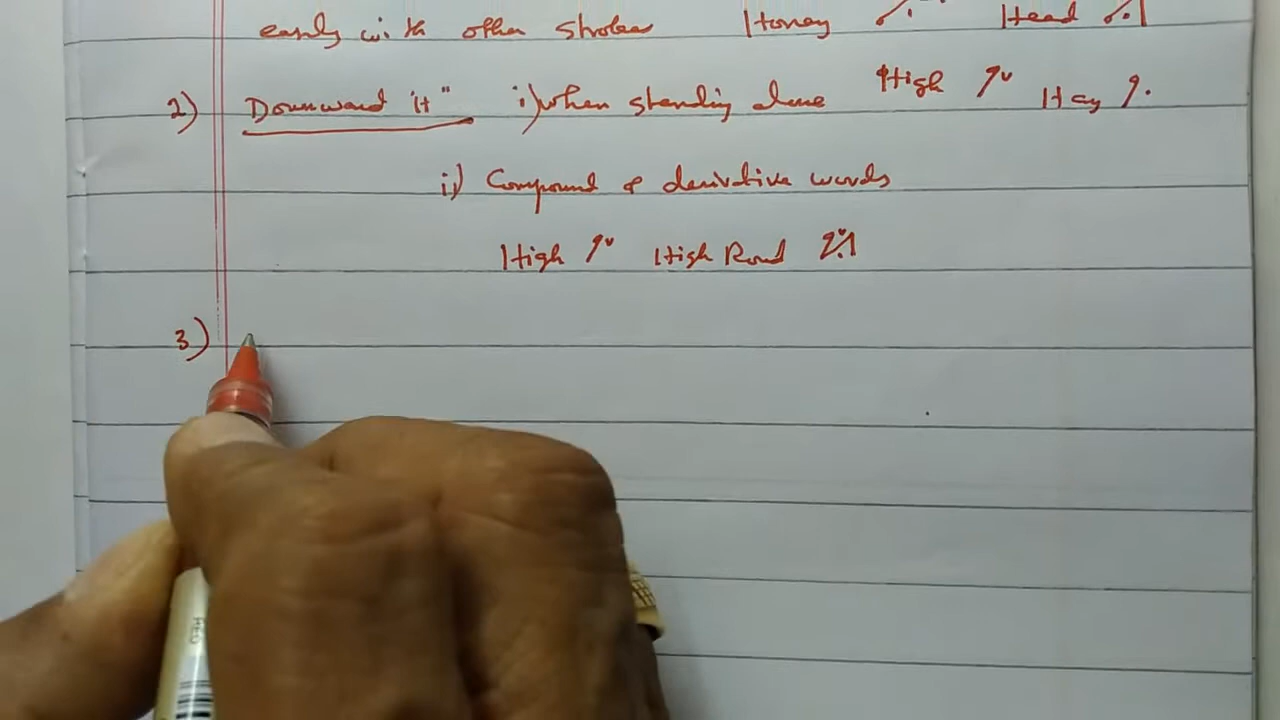 easily with other strokes Honey Head
2) Downward "H" i) when standing alone High Hay
ii) Compound & derivative words
High High Road
3)
RED